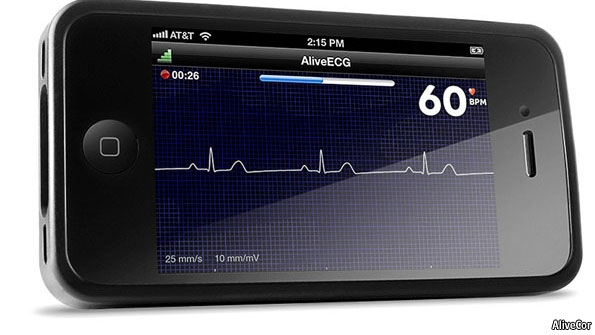 AT&T 2:15 PM
AliveECG
00:26
60 BPM
25 mm/s 10 mm/mV
AliveCor